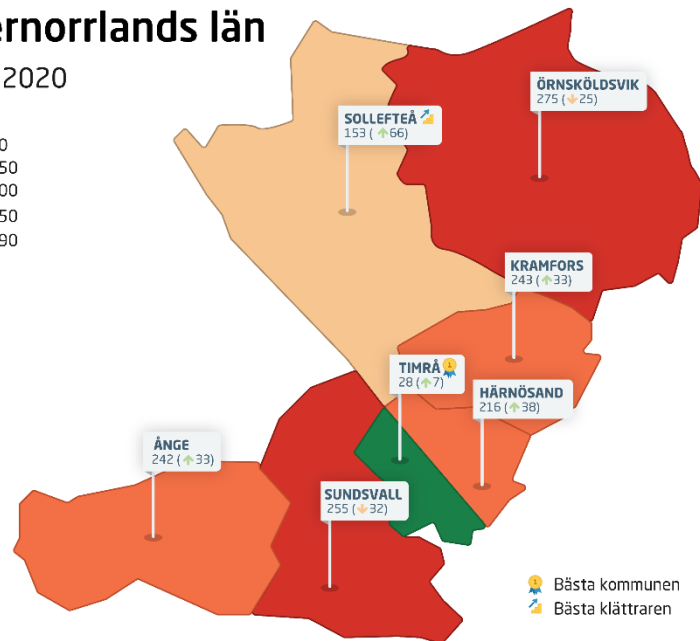 ernorrlands län
2020
0
50
00
50
90
ÖRNSKÖLDSVIK
275 (↓25)
SOLLEFTEÅ
153 (↑66)
KRAMFORS
243 (↑33)
TIMRÅ
28 (↑7)
HÄRNÖSAND
216 (↑38)
ÅNGE
242 (↑33)
SUNDSVALL
255 (↓32)
1 Bästa kommunen
Bästa klättraren